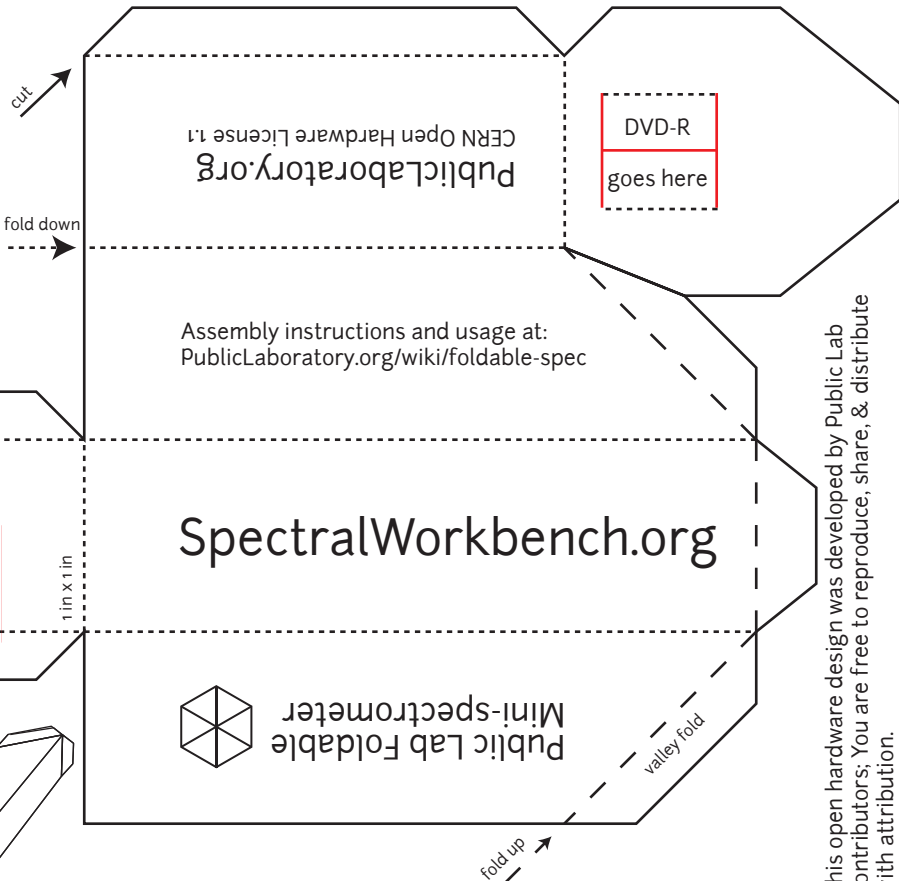 cut
CERN Open Hardware License 1.1
PublicLaboratory.org
DVD-R
goes here
fold down
Assembly instructions and usage at:
PublicLaboratory.org/wiki/foldable-spec
SpectralWorkbench.org
1 in x 1 in
Public Lab Foldable
Mini-spectrometer
valley fold
fold up
his open hardware design was developed by Public Lab
ontributors; You are free to reproduce, share, & distribute
ith attribution.